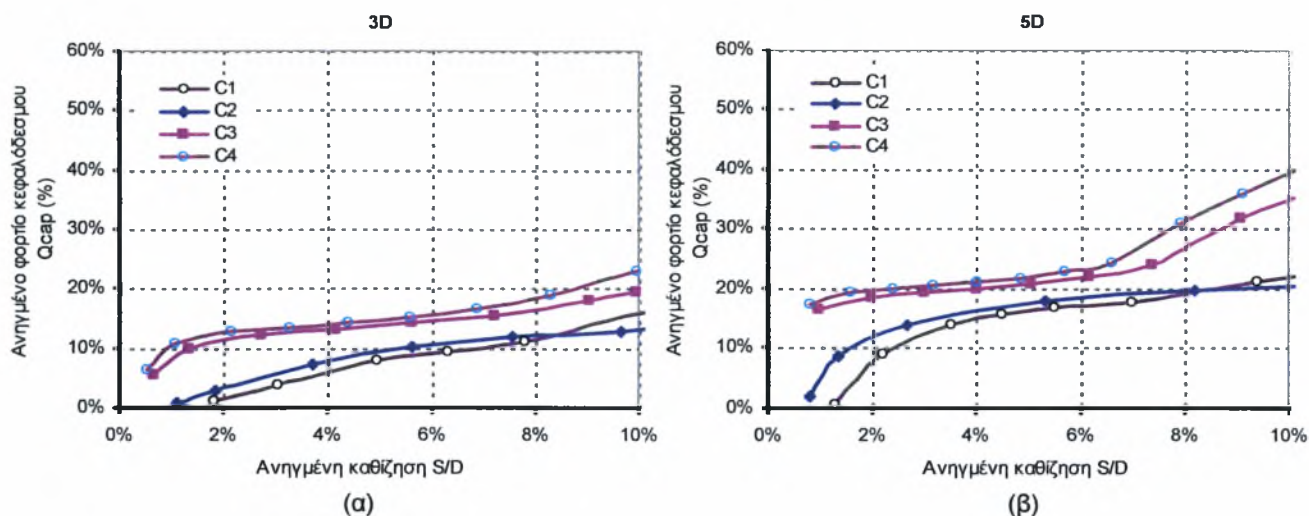 3D
60%
50%
40%
30%
20%
10%
0%
C1
C2
C3
C4
Ανηγμένο φορτίο κεφαλόδεσμου
Qcap (%)
0%
2%
4%
6%
8%
10%
Ανηγμένη καθίζηση S/D
(α)
5D
60%
50%
40%
30%
20%
10%
0%
C1
C2
C3
C4
Ανηγμένο φορτίο κεφαλόδεσμου
Qcap (%)
0%
2%
4%
6%
8%
10%
Ανηγμένη καθίζηση S/D
(β)